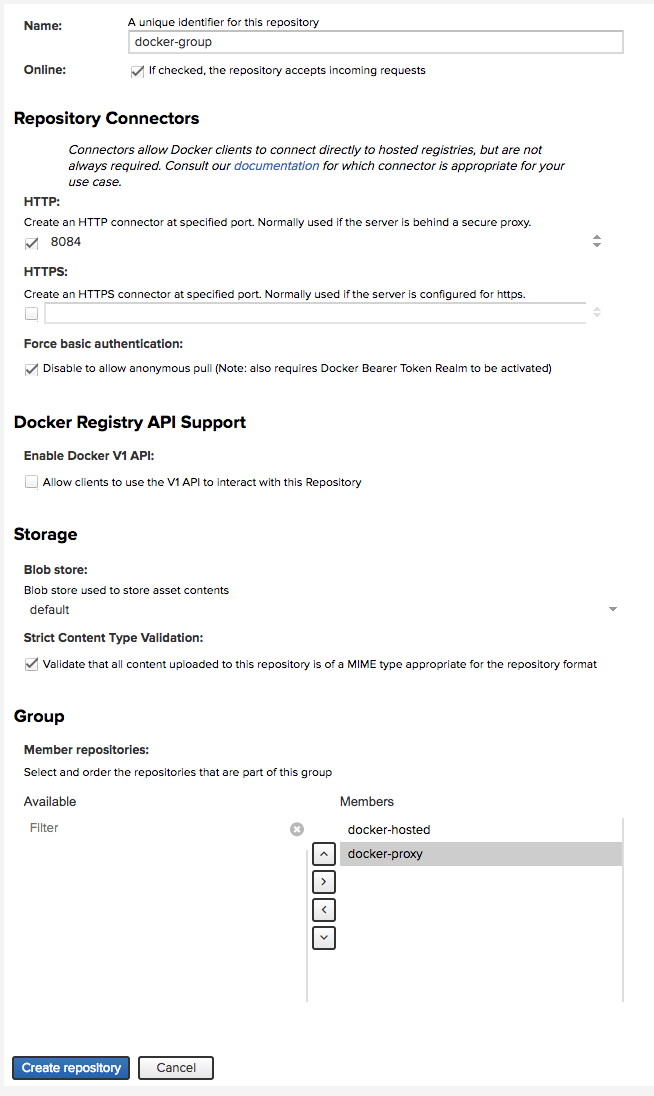 Name:
A unique identifier for this repository
docker-group
Online:
If checked, the repository accepts incoming requests
Repository Connectors
Connectors allow Docker clients to connect directly to hosted registries, but are not
always required. Consult our documentation for which connector is appropriate for your
use case.
HTTP:
Create an HTTP connector at specified port. Normally used if the server is behind a secure proxy.
8084
HTTPS:
Create an HTTPS connector at specified port. Normally used if the server is configured for https.
Force basic authentication:
Disable to allow anonymous pull (Note: also requires Docker Bearer Token Realm to be activated)
Docker Registry API Support
Enable Docker V1 API:
Allow clients to use the V1 API to interact with this Repository
Storage
Blob store:
Blob store used to store asset contents
default
Strict Content Type Validation:
Validate that all content uploaded to this repository is of a MIME type appropriate for the repository format
Group
Member repositories:
Select and order the repositories that are part of this group
Available
Members
Filter
docker-hosted
docker-proxy
Create repository
Cancel